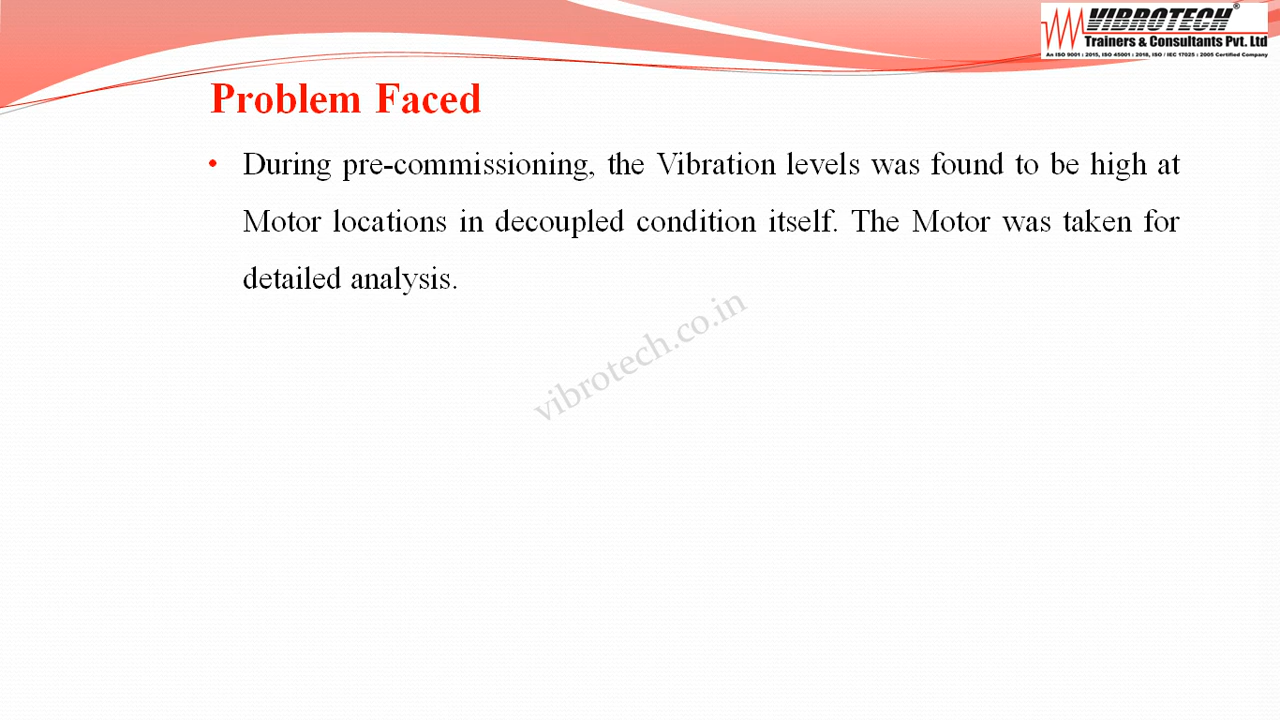 VIBROTECH®
Trainers & Consultants Pvt. Ltd
An ISO 9001 : 2015, ISO 45001 : 2018, ISO / IEC 17025 : 2005 Certified Company
Problem Faced
• During pre-commissioning, the Vibration levels was found to be high at
Motor locations in decoupled condition itself. The Motor was taken for
detailed analysis.
vibrotech.co.in